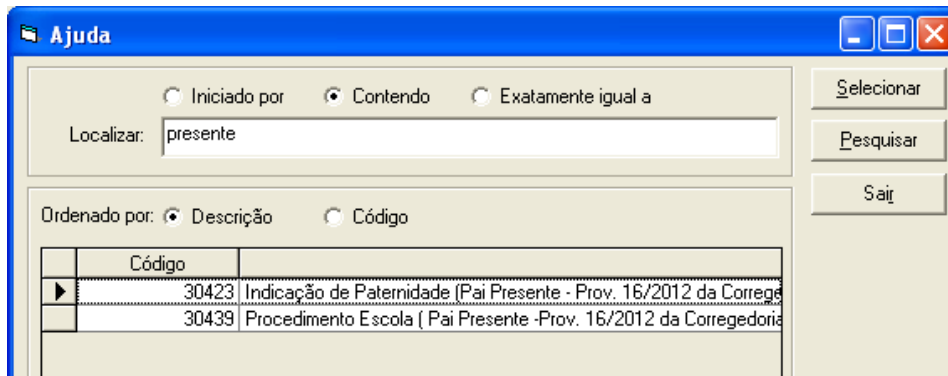 Ajuda
Iniciado por Contendo Exatamente igual a
Localizar: presente
Selecionar
Pesquisar
Sair
Ordenado por: Descrição Código
Código
30423 Indicação de Paternidade (Pai Presente - Prov. 16/2012 da Correge
30439 Procedimento Escola ( Pai Presente -Prov. 16/2012 da Corregedoria